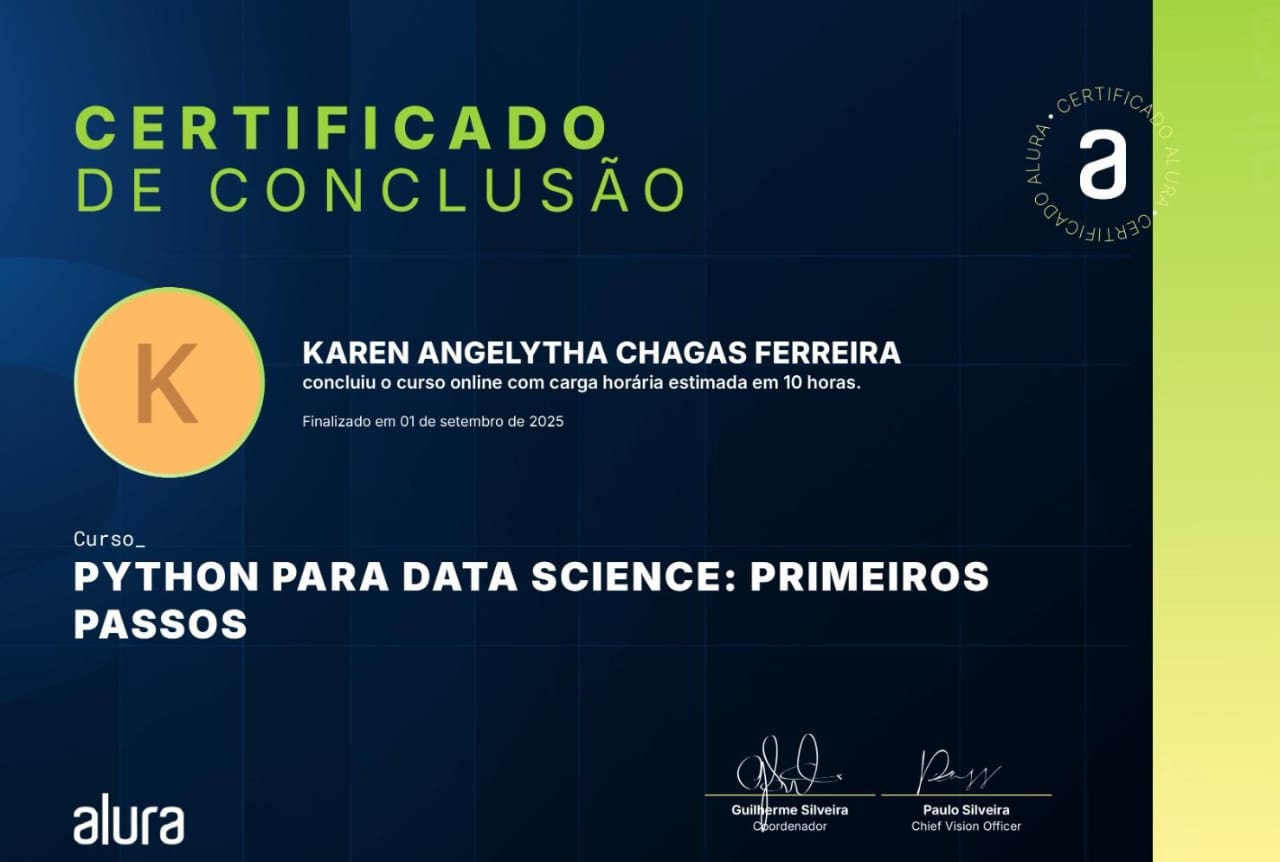 CERTIFICADO
DE CONCLUSÃO
CERTIFICADO ALURA • CERTIFICADO ALURA •
a
K
KAREN ANGELYTHA CHAGAS FERREIRA
concluiu o curso online com carga horária estimada em 10 horas.
Finalizado em 01 de setembro de 2025
Curso_
PYTHON PARA DATA SCIENCE: PRIMEIROS
PASSOS
Guilherme Silveira
Coordenador
Paulo Silveira
Chief Vision Officer
alura
alura